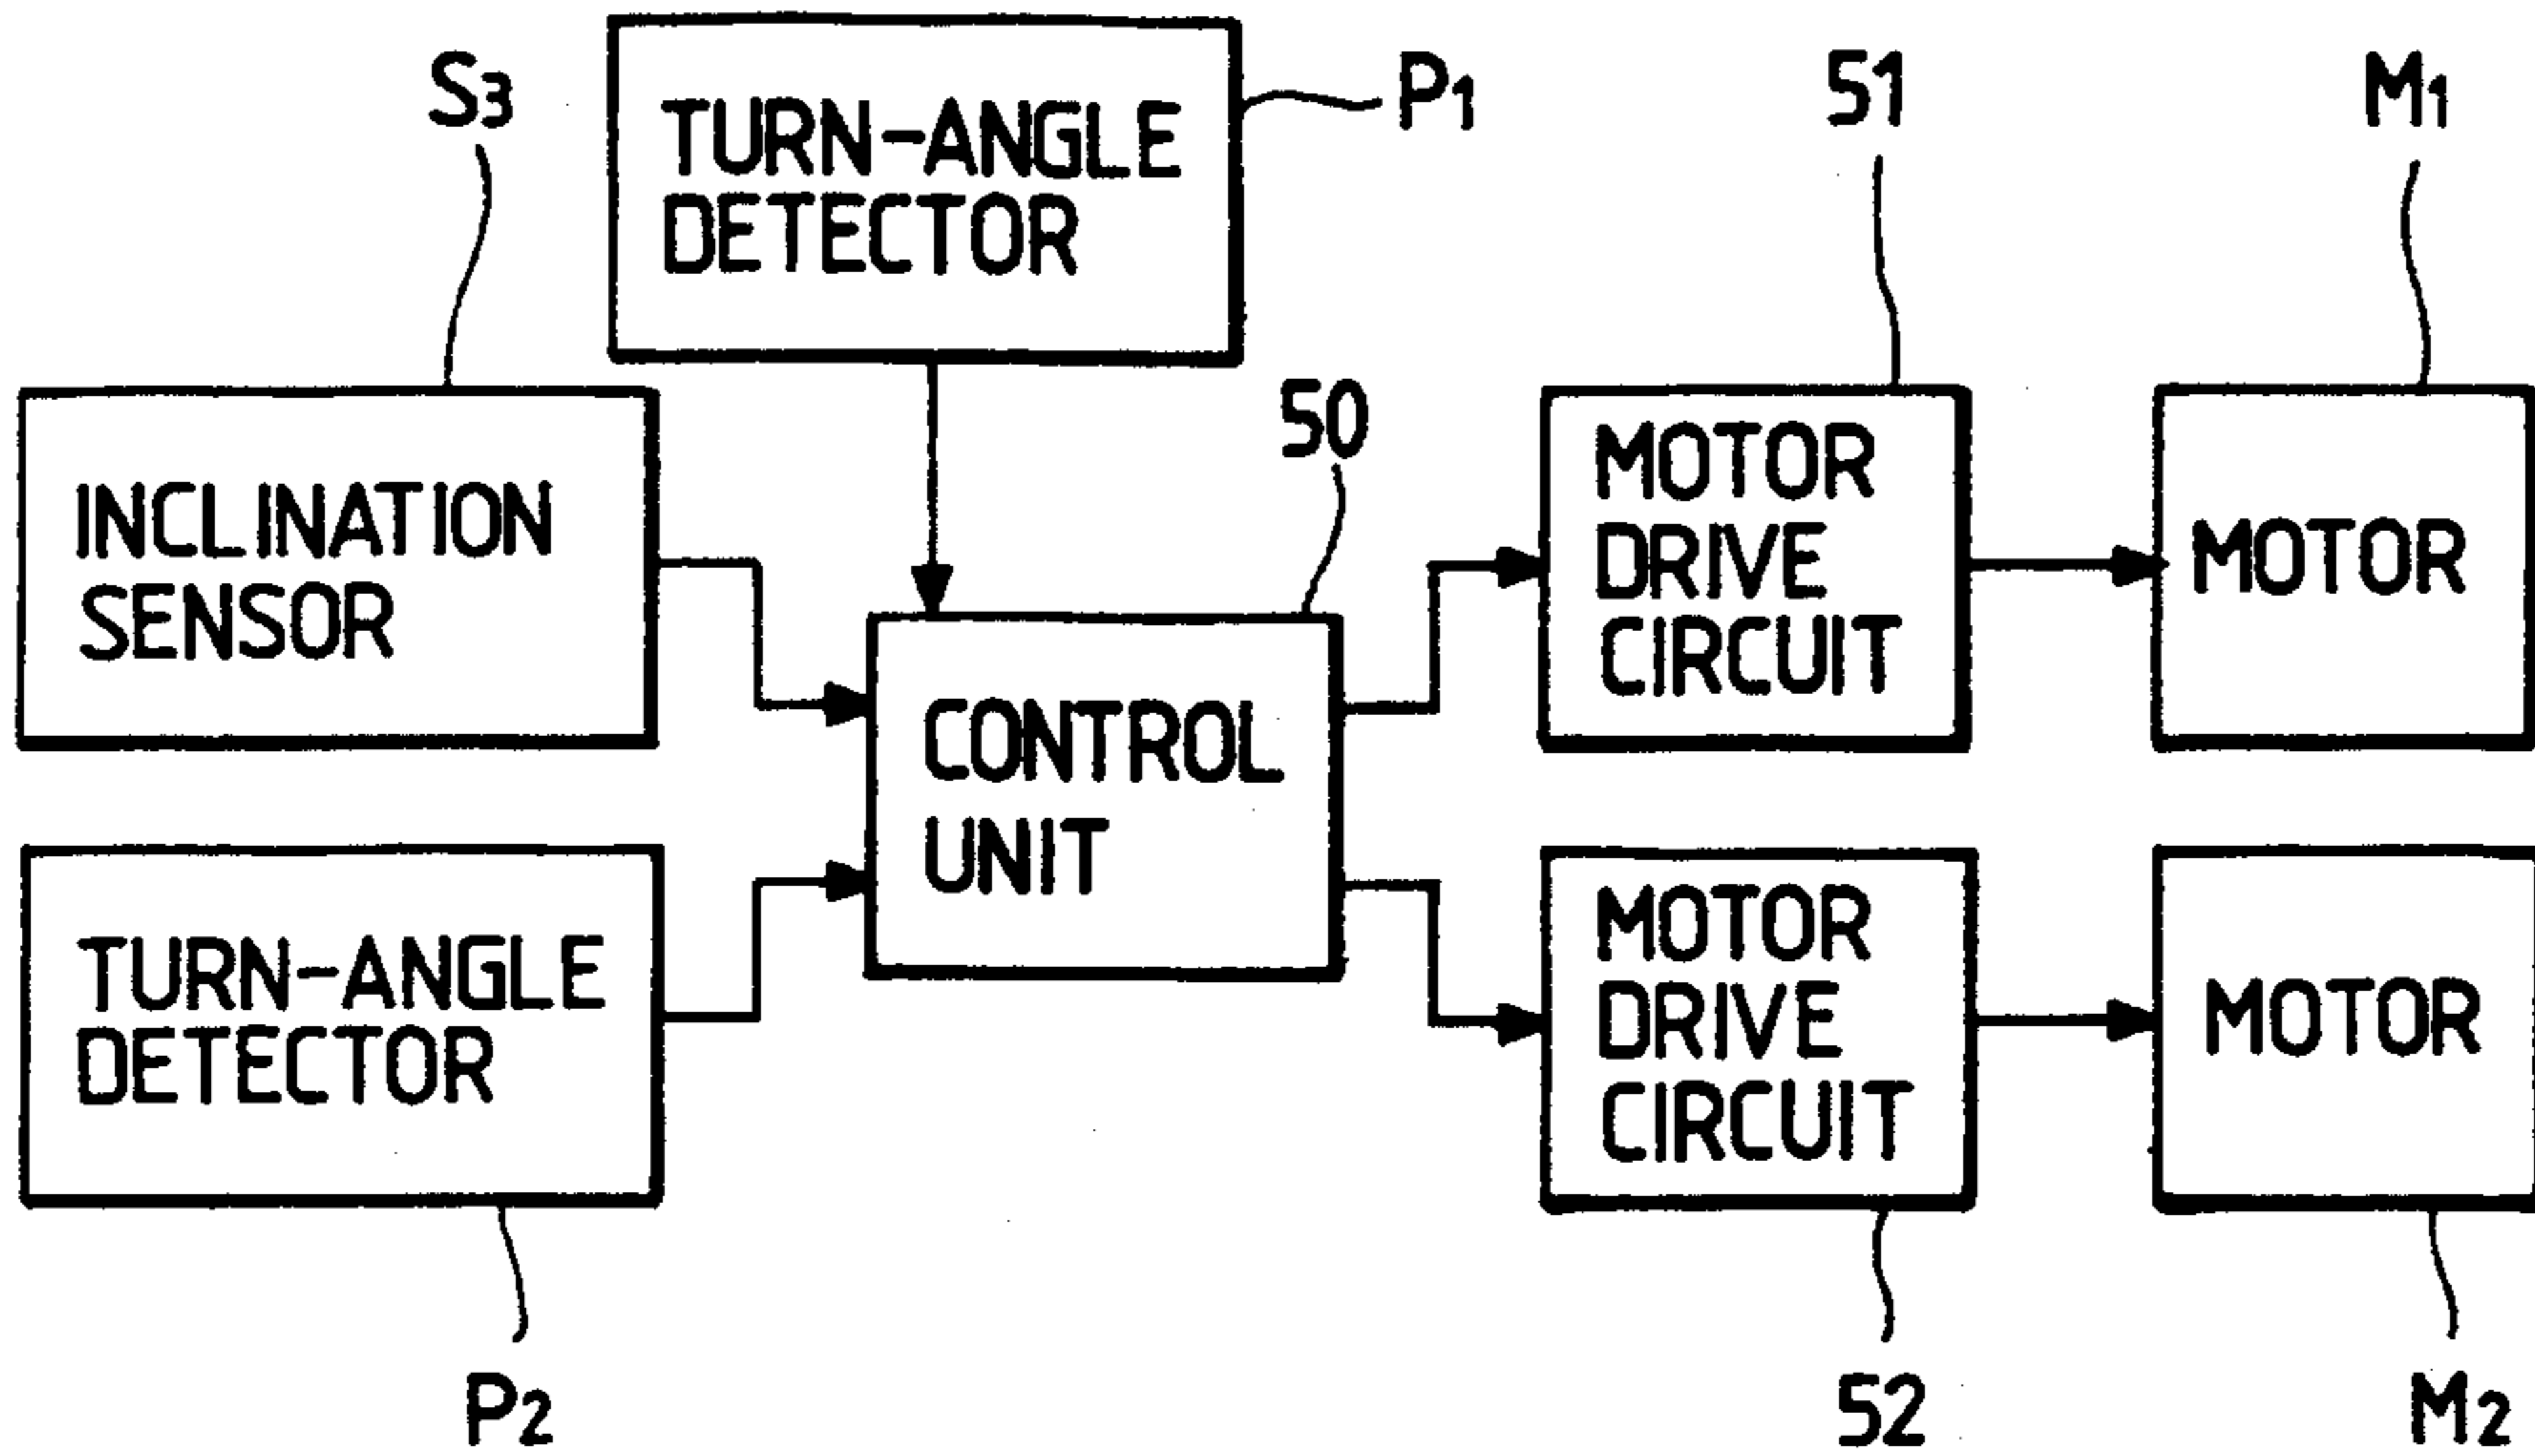 S3
TURN-ANGLE
DETECTOR
P1
51
M1
INCLINATION
SENSOR
50
MOTOR
DRIVE
CIRCUIT
MOTOR
CONTROL
UNIT
TURN-ANGLE
DETECTOR
MOTOR
DRIVE
CIRCUIT
MOTOR
P2
52
M2